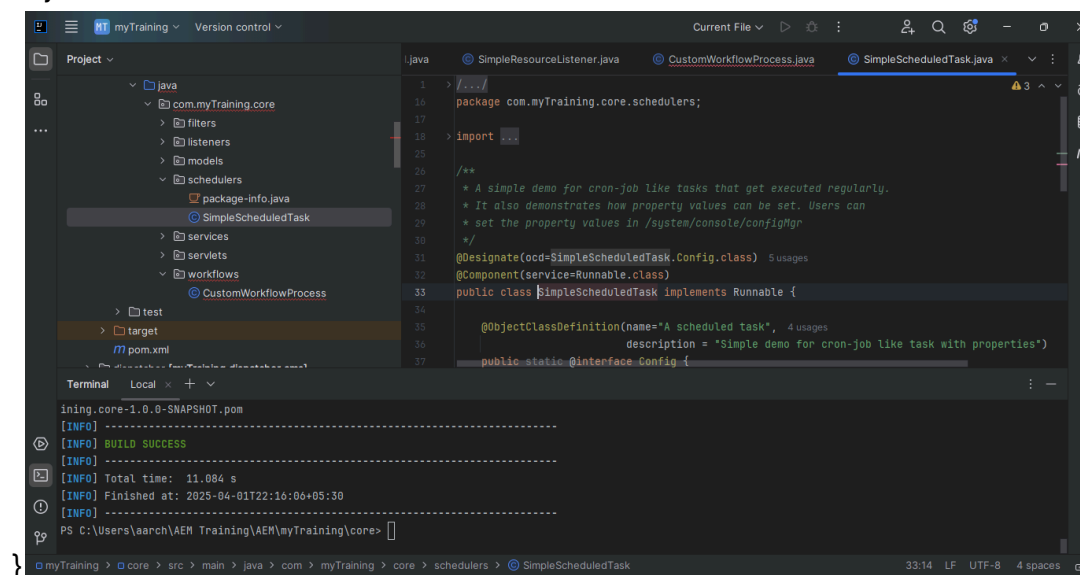 MT myTraining Version control Current File
Project
l.java SimpleResourceListener.java CustomWorkflowProcess.java SimpleScheduledTask.java
java
com.myTraining.core
filters
listeners
models
schedulers
package-info.java
SimpleScheduledTask
services
servlets
workflows
CustomWorkflowProcess
test
target
pom.xml
3
1 /.../
16 package com.myTraining.core.schedulers;
17
18 import ...
25
26 /**
27 * A simple demo for cron-job like tasks that get executed regularly.
28 * It also demonstrates how property values can be set. Users can
29 * set the property values in /system/console/configMgr
30 */
31 @Designate(ocd=SimpleScheduledTask.Config.class) 5 usages
32 @Component(service=Runnable.class)
33 public class SimpleScheduledTask implements Runnable {
34
35 @ObjectClassDefinition(name="A scheduled task", 4 usages
36 description = "Simple demo for cron-job like task with properties")
37 public static @interface Config {
Terminal Local
ining.core-1.0.0-SNAPSHOT.pom
[INFO] ------------------------------------------------------------------------
[INFO] BUILD SUCCESS
[INFO] ------------------------------------------------------------------------
[INFO] Total time: 11.084 s
[INFO] Finished at: 2025-04-01T22:16:06+05:30
[INFO] ------------------------------------------------------------------------
PS C:\Users\aarch\AEM Training\AEM\myTraining\core>
}
myTraining > core > src > main > java > com > myTraining > core > schedulers > SimpleScheduledTask 33:14 LF UTF-8 4 spaces